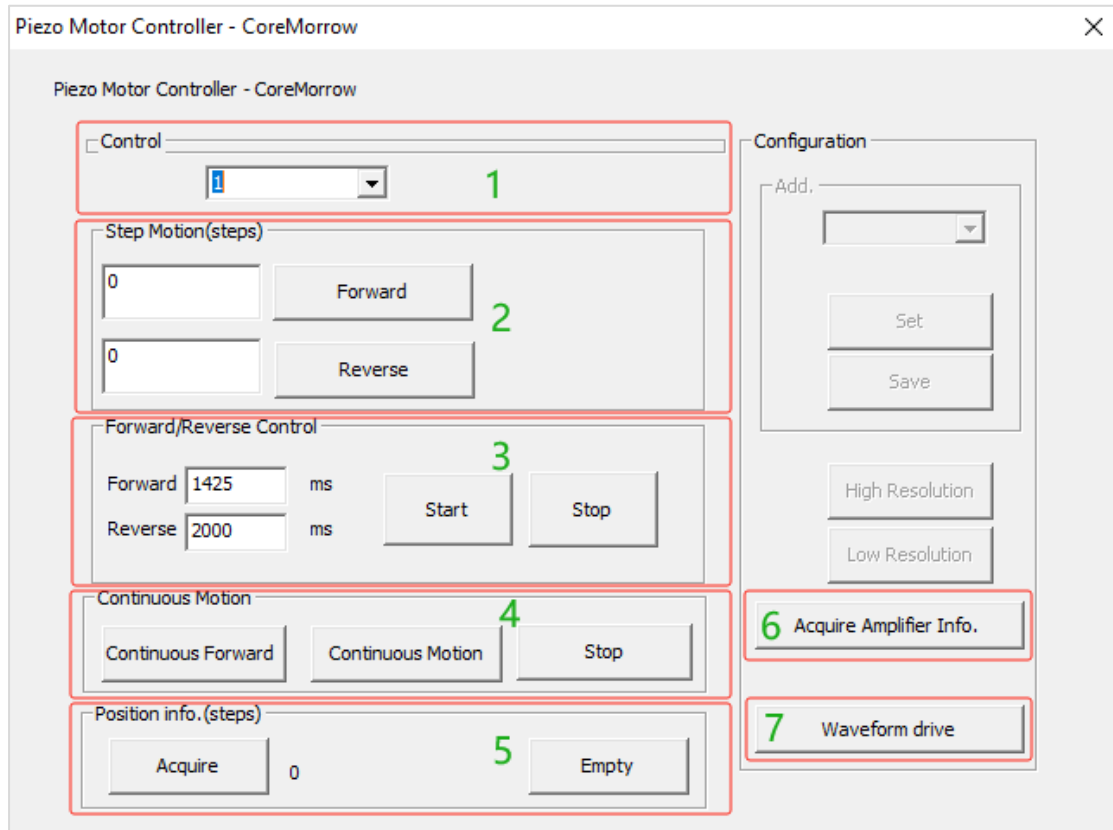 Piezo Motor Controller - CoreMorrow
Piezo Motor Controller - CoreMorrow
Control
1
1
Step Motion(steps)
0
Forward
2
0
Reverse
Forward/Reverse Control
3
Forward 1425 ms
Start
Stop
Reverse 2000 ms
Continuous Motion
4
Continuous Forward
Continuous Motion
Stop
Position info.(steps)
Acquire
0
5
Empty
Configuration
Add.
Set
Save
High Resolution
Low Resolution
6
Acquire Amplifier Info.
7
Waveform drive